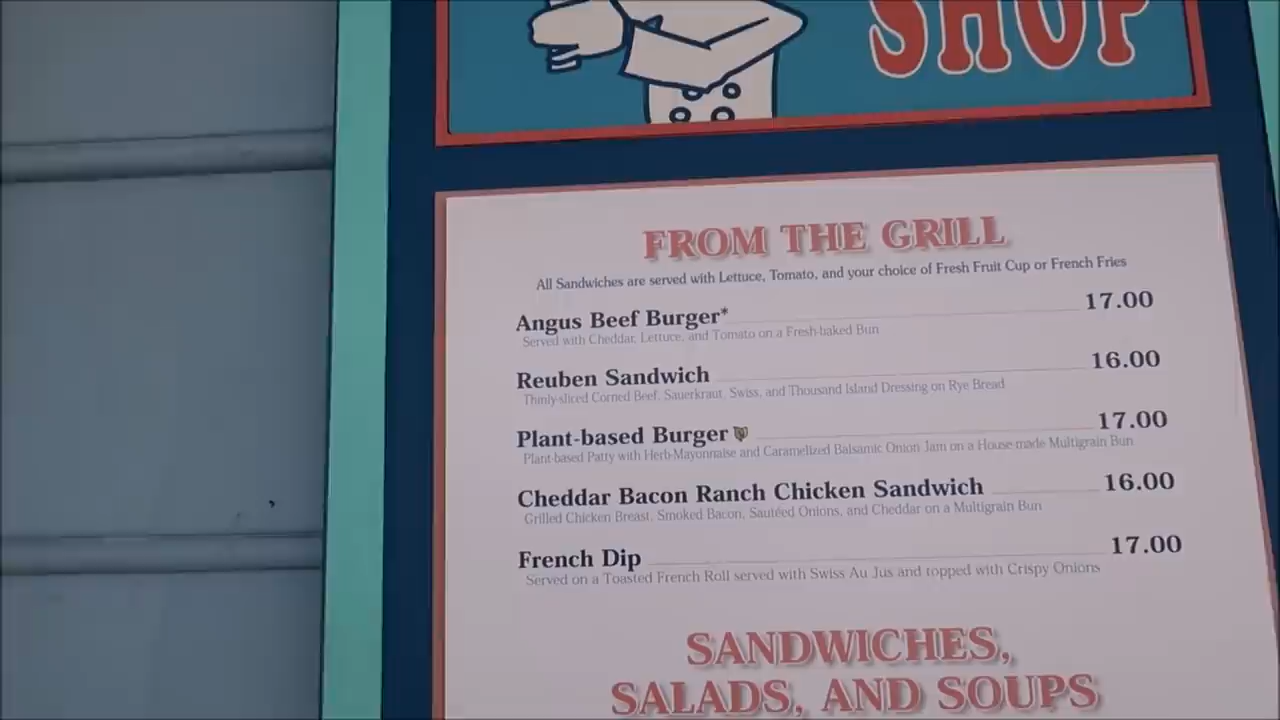 SHOP
FROM THE GRILL
All Sandwiches are served with Lettuce, Tomato, and your choice of Fresh Fruit Cup or French Fries
Angus Beef Burger* 17.00
Served with Cheddar, Lettuce, and Tomato on a Fresh-baked Bun
Reuben Sandwich 16.00
Thinly-sliced Corned Beef, Sauerkraut, Swiss, and Thousand Island Dressing on Rye Bread
Plant-based Burger 17.00
Plant-based Patty with Herb-Mayonnaise and Caramelized Balsamic Onion Jam on a House-made Multigrain Bun
Cheddar Bacon Ranch Chicken Sandwich 16.00
Grilled Chicken Breast, Smoked Bacon, Sautéed Onions, and Cheddar on a Multigrain Bun
French Dip 17.00
Served on a Toasted French Roll served with Swiss Au Jus and topped with Crispy Onions
SANDWICHES,
SALADS, AND SOUPS